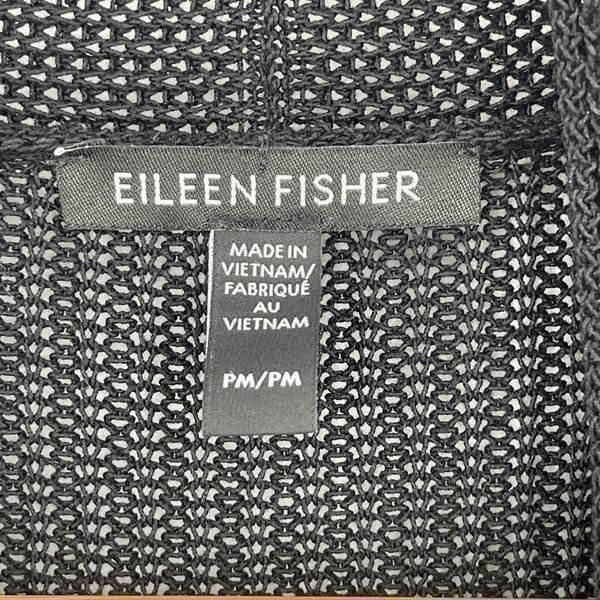 EILEEN FISHER
MADE IN
VIETNAM/
FABRIQUÉ
AU
VIETNAM
PM/PM